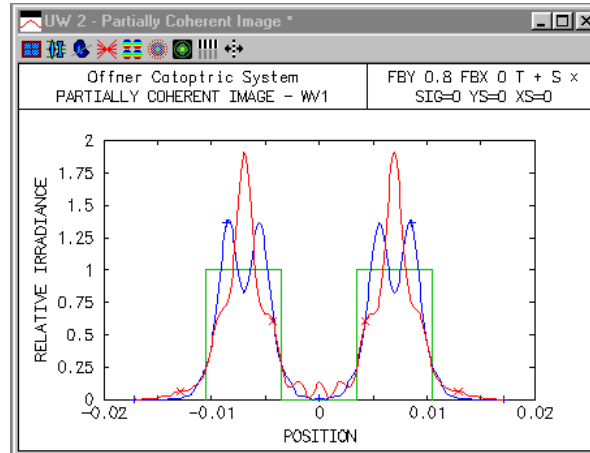 UW 2 - Partially Coherent Image *
Offner Catoptric System
PARTIALLY COHERENT IMAGE - WV1
FBY 0.8 FBX 0 T + S ×
SIG=0 YS=0 XS=0
2
1.75
1.5
1.25
1
0.75
0.5
0.25
0
RELATIVE IRRADIANCE
-0.02
-0.01
0
0.01
0.02
POSITION